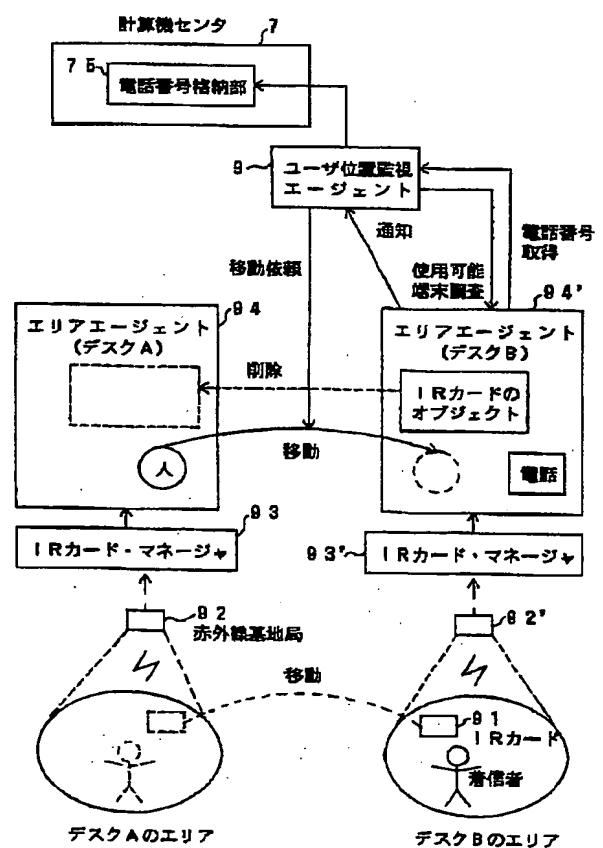 計算機センタ
7
75
電話番号格納部
9
ユーザ位置監視
エージェント
通知
電話番号
取得
移動依頼
使用可能
端末調査
94
94'
エリアエージェント
(デスクA)
エリアエージェント
(デスクB)
削除
IRカードの
オブジェクト
移動
人
電話
93
IRカード・マネージャ
93'
IRカード・マネージャ
92
赤外線基地局
92'
移動
91
IRカード
着信者
デスクAのエリア
デスクBのエリア